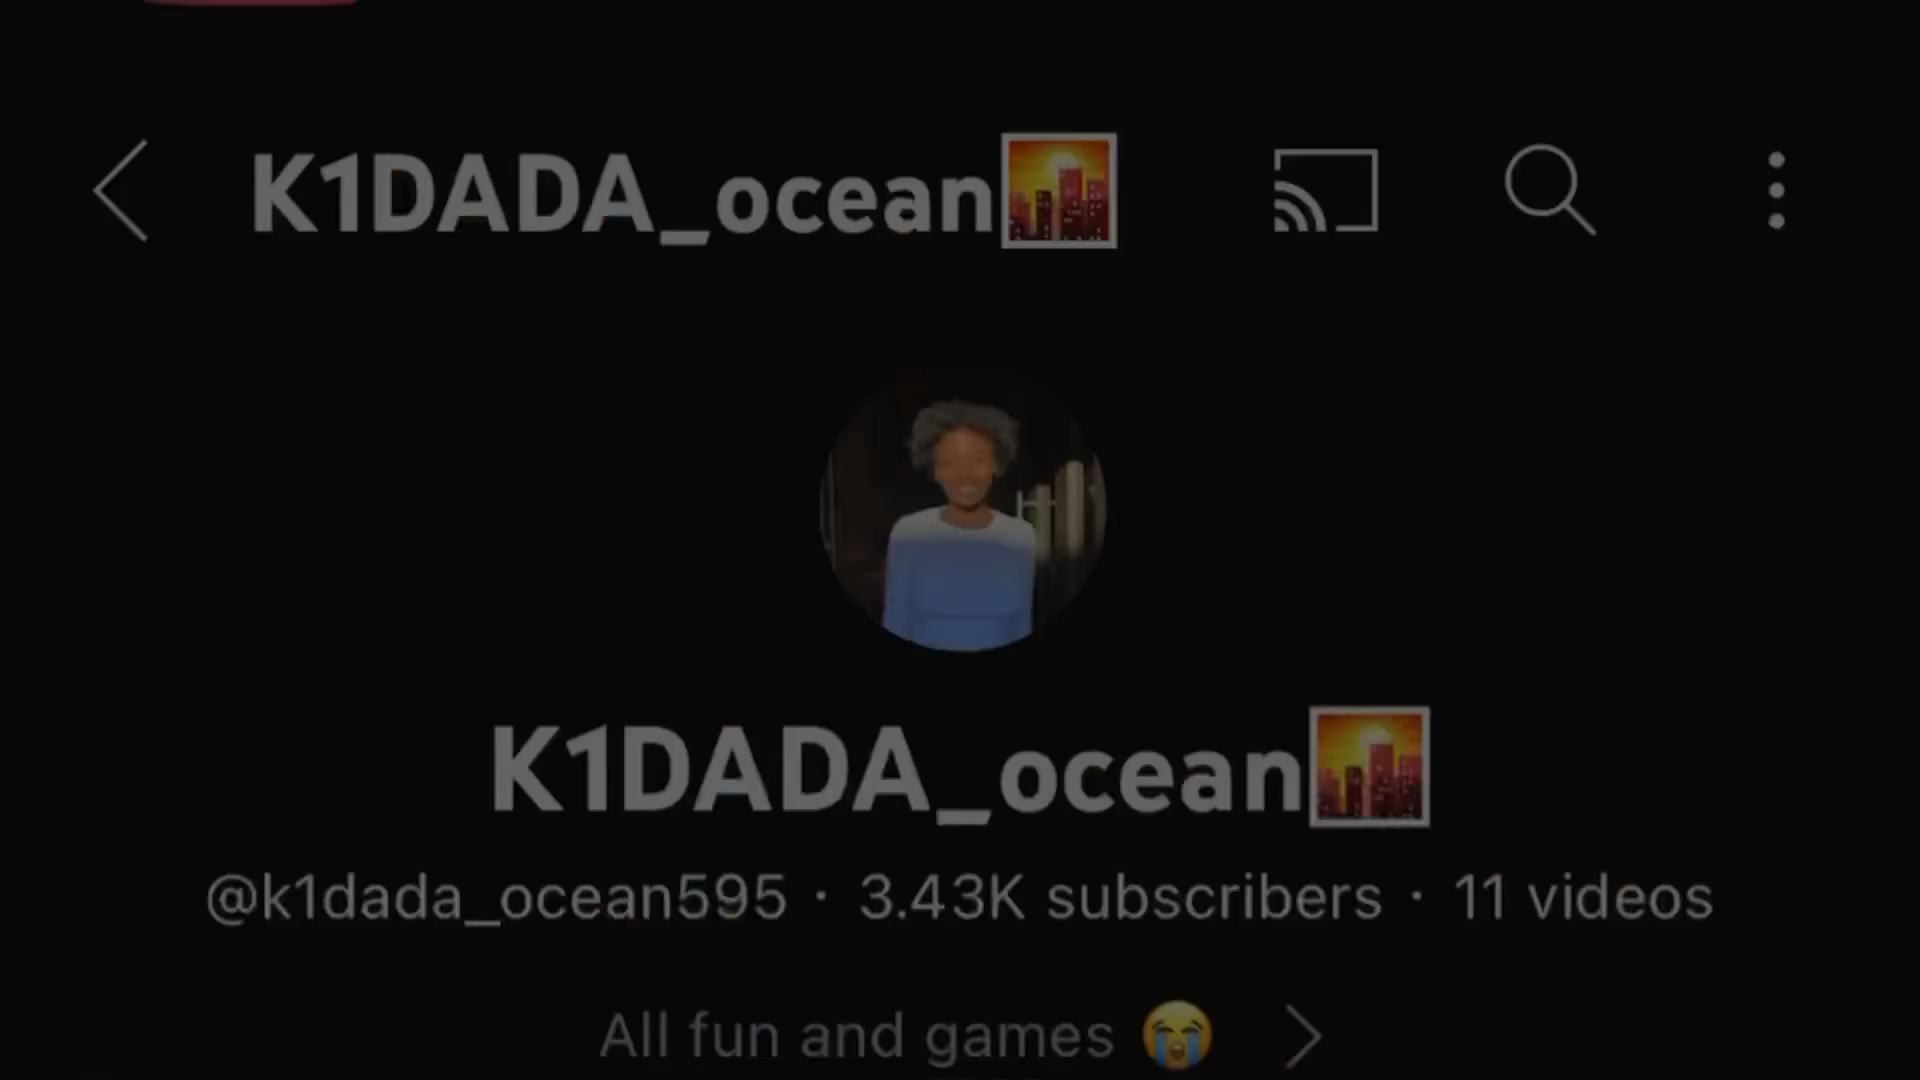 K1DADA_ocean🌇
K1DADA_ocean🌇
@k1dada_ocean595 · 3.43K subscribers · 11 videos
All fun and games 😭